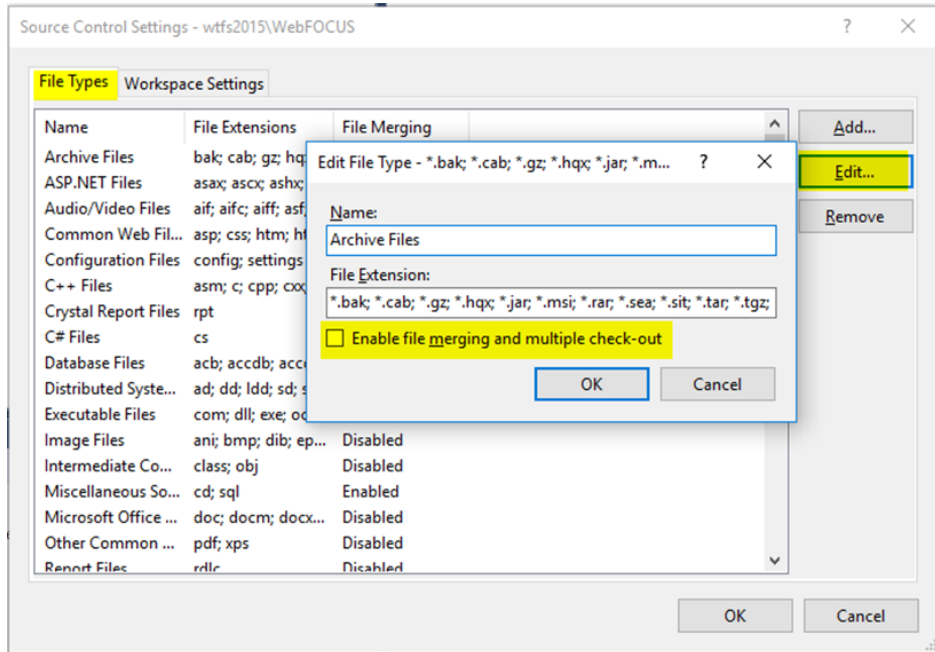 Source Control Settings - wtfs2015\WebFOCUS
File Types Workspace Settings
Name File Extensions File Merging
Add...
Archive Files bak; cab; gz; hq
Edit File Type - *.bak; *.cab; *.gz; *.hqx; *.jar; *.m...
Edit...
ASP.NET Files asax; ascx; ashx;
Audio/Video Files aif; aifc; aiff; asf
Name:
Remove
Common Web Fil... asp; css; htm; ht
Archive Files
Configuration Files config; settings
File Extension:
C++ Files asm; c; cpp; cxx
*.bak; *.cab; *.gz; *.hqx; *.jar; *.msi; *.rar; *.sea; *.sit; *.tar; *.tgz;
Crystal Report Files rpt
C# Files cs
Enable file merging and multiple check-out
Database Files acb; accdb; acc
Distributed Syste... ad; dd; ldd; sd; s
OK Cancel
Executable Files com; dll; exe; oc
Image Files ani; bmp; dib; ep... Disabled
Intermediate Co... class; obj Disabled
Miscellaneous So... cd; sql Enabled
Microsoft Office ... doc; docm; docx... Disabled
Other Common ... pdf; xps Disabled
Report Files rdlc Disabled
OK Cancel